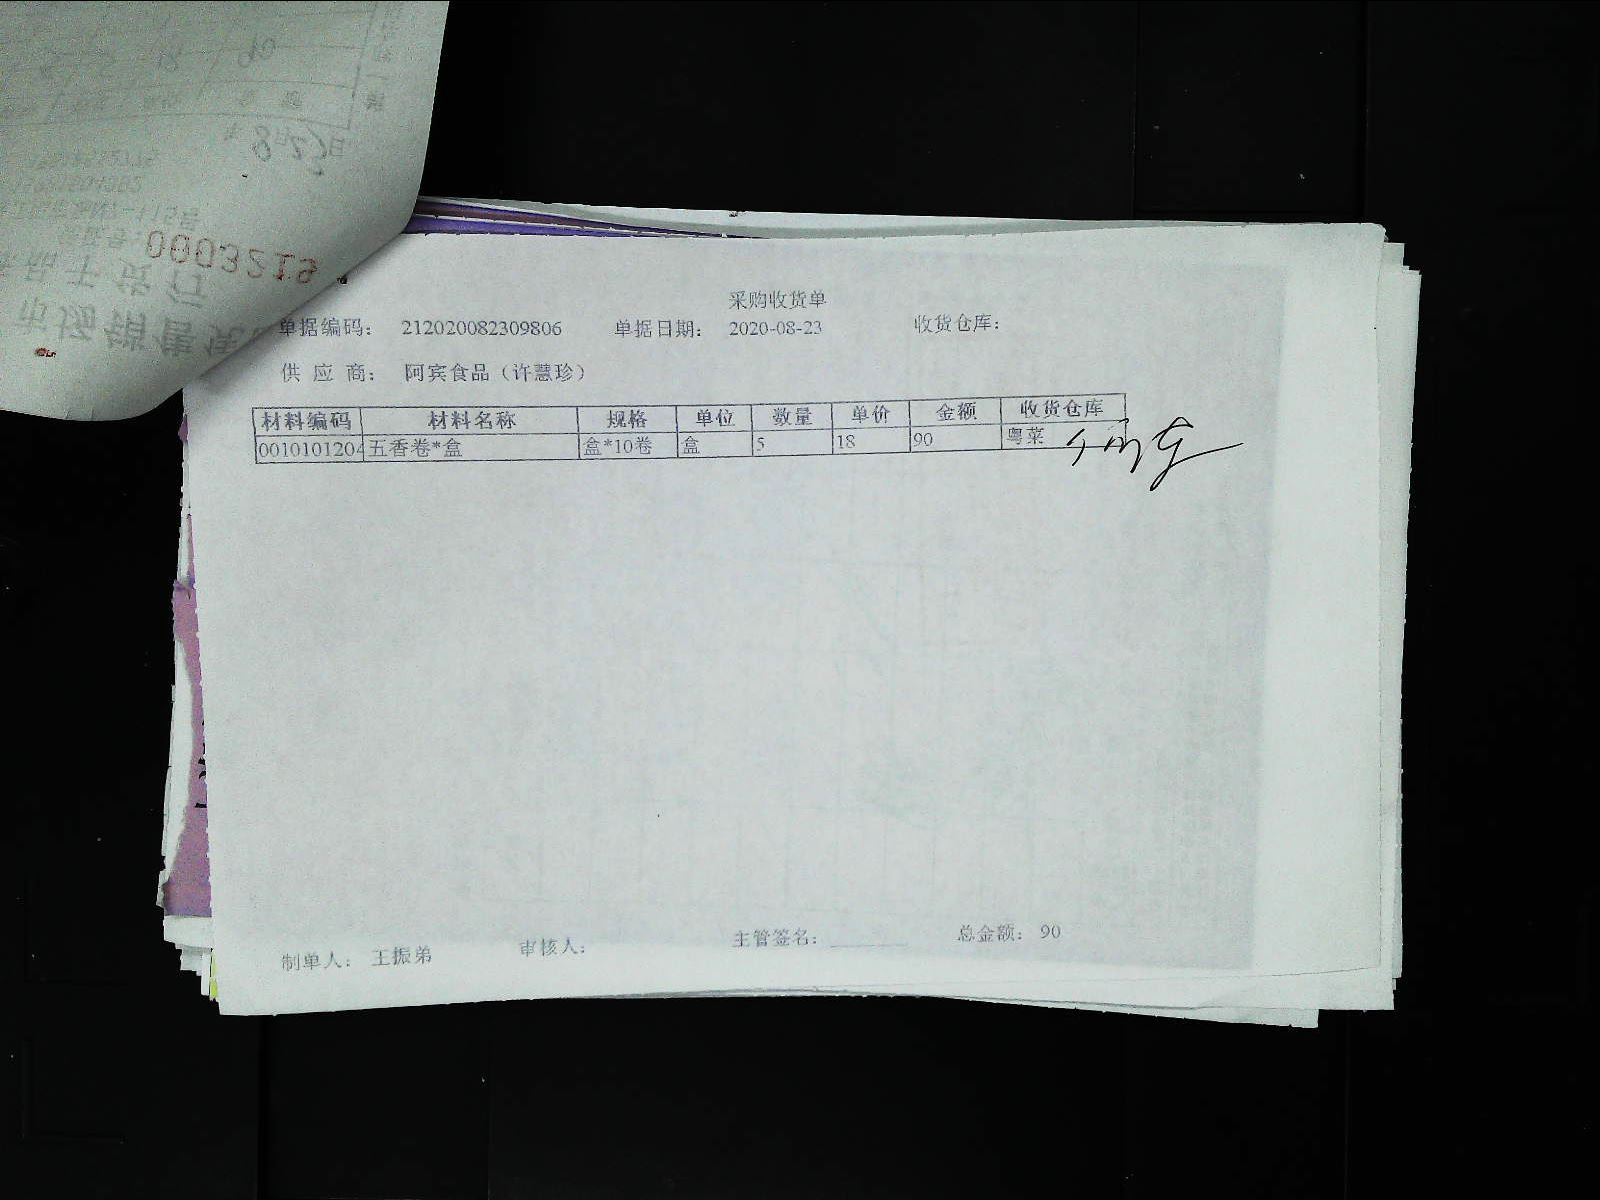 采购收货单
单据编码： 212020082309806 单据日期： 2020-08-23 收货仓库：
供 应 商： 阿宾食品（许慧珍）
材料编码 材料名称 规格 单位 数量 单价 金额 收货仓库
0010101204 五香卷*盒 盒*10卷 盒 5 18 90 粤菜
制单人： 王振弟 审核人： 主管签名： 总金额： 90
0003219